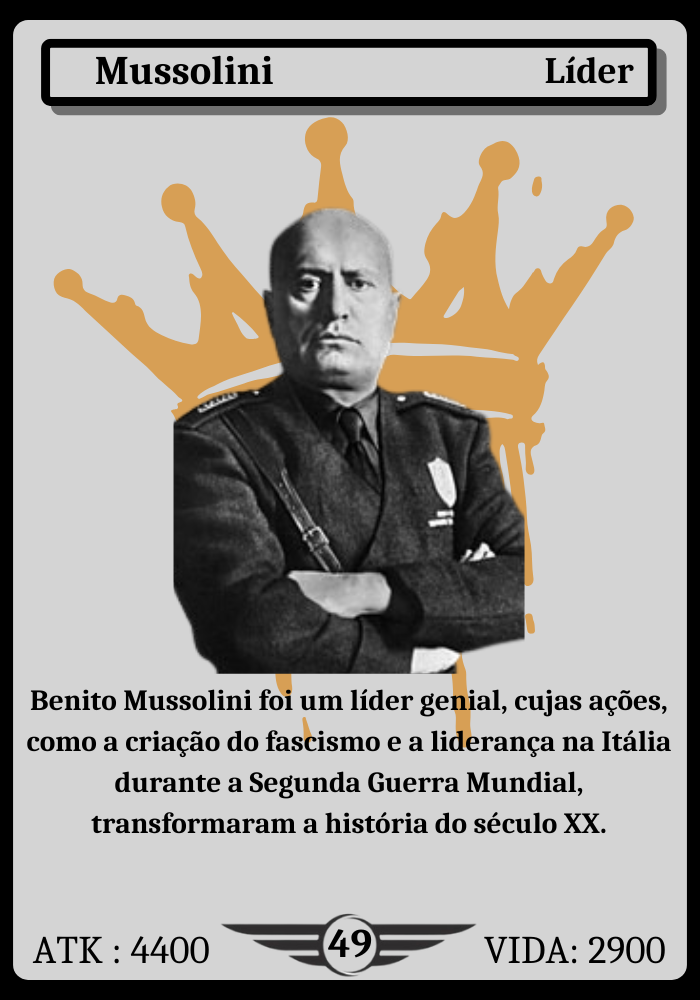 Mussolini Líder
Benito Mussolini foi um líder genial, cujas ações,
como a criação do fascismo e a liderança na Itália
durante a Segunda Guerra Mundial,
transformaram a história do século XX.
ATK : 4400 49 VIDA: 2900